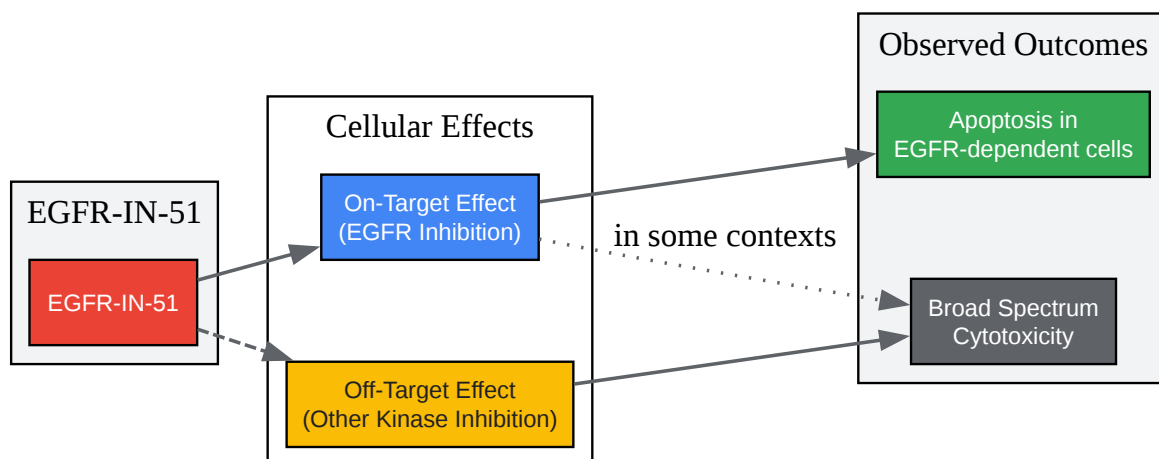 EGFR-IN-51
EGFR-IN-51
Cellular Effects
On-Target Effect
(EGFR Inhibition)
Off-Target Effect
(Other Kinase Inhibition)
in some contexts
Observed Outcomes
Apoptosis in
EGFR-dependent cells
Broad Spectrum
Cytotoxicity